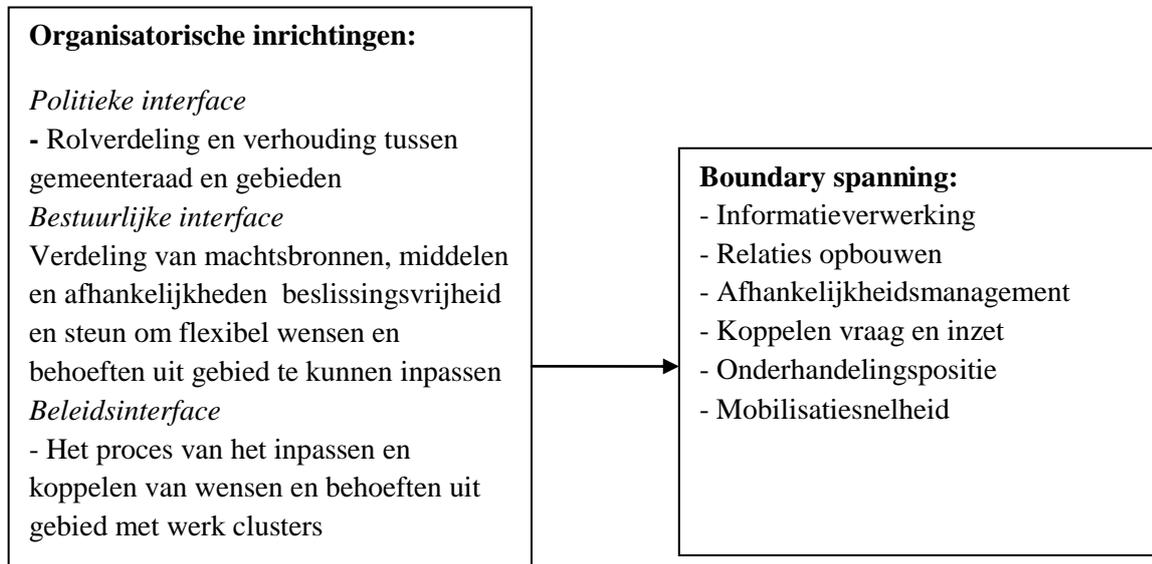 Organisatorische inrichtingen:
Politieke interface
- Rolverdeling en verhouding tussen
gemeenteraad en gebieden
Bestuurlijke interface
Verdeling van machtsbronnen, middelen
en afhankelijkheden  beslissingsvrijheid
en steun om flexibel wensen en
behoeften uit gebied te kunnen inpassen
Beleidsinterface
- Het proces van het inpassen en
koppelen van wensen en behoeften uit
gebied met werk clusters
Boundary spanning:
- Informatieverwerking
- Relaties opbouwen
- Afhankelijkheidsmanagement
- Koppelen vraag en inzet
- Onderhandelingspositie
- Mobilisatiesnelheid